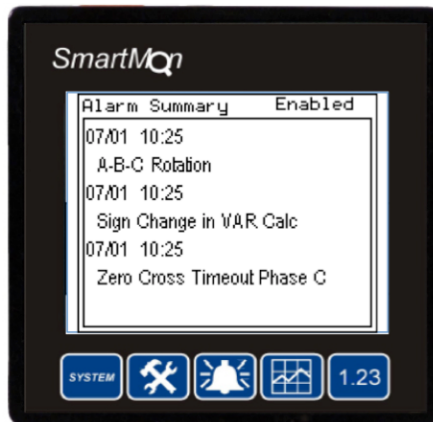 SmartMon
Alarm Summary Enabled
07/01 10:25
A-B-C Rotation
07/01 10:25
Sign Change in VAR Calc
07/01 10:25
Zero Cross Timeout Phase C
SYSTEM
1.23